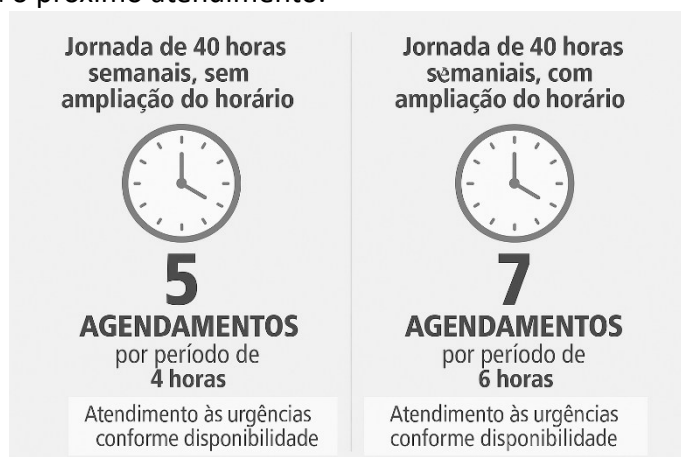 o próximo atendimento.
Jornada de 40 horas
semanais, sem
ampliação do horário
5
AGENDAMENTOS
por período de
4 horas
Atendimento às urgências
conforme disponibilidade
Jornada de 40 horas
semaniais, com
ampliação do horário
7
AGENDAMENTOS
por período de
6 horas
Atendimento às urgências
conforme disponibilidade